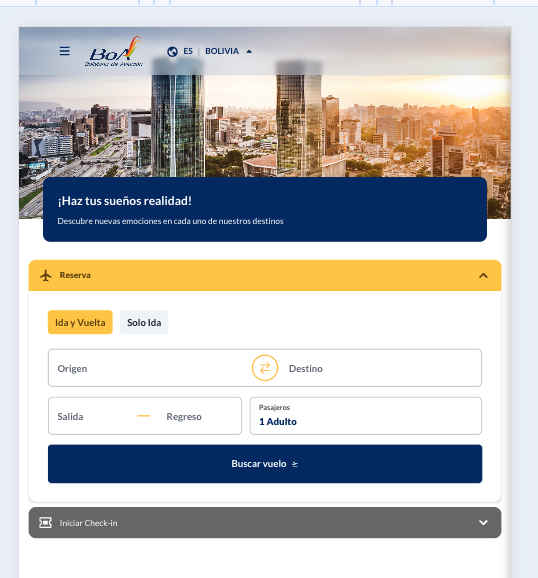 BoA
Boliviana de Aviación
ES | BOLIVIA
¡Haz tus sueños realidad!
Descubre nuevas emociones en cada uno de nuestros destinos
Reserva
Ida y Vuelta
Solo Ida
Origen
Destino
Salida
Regreso
Pasajeros
1 Adulto
Buscar vuelo
Iniciar Check-in